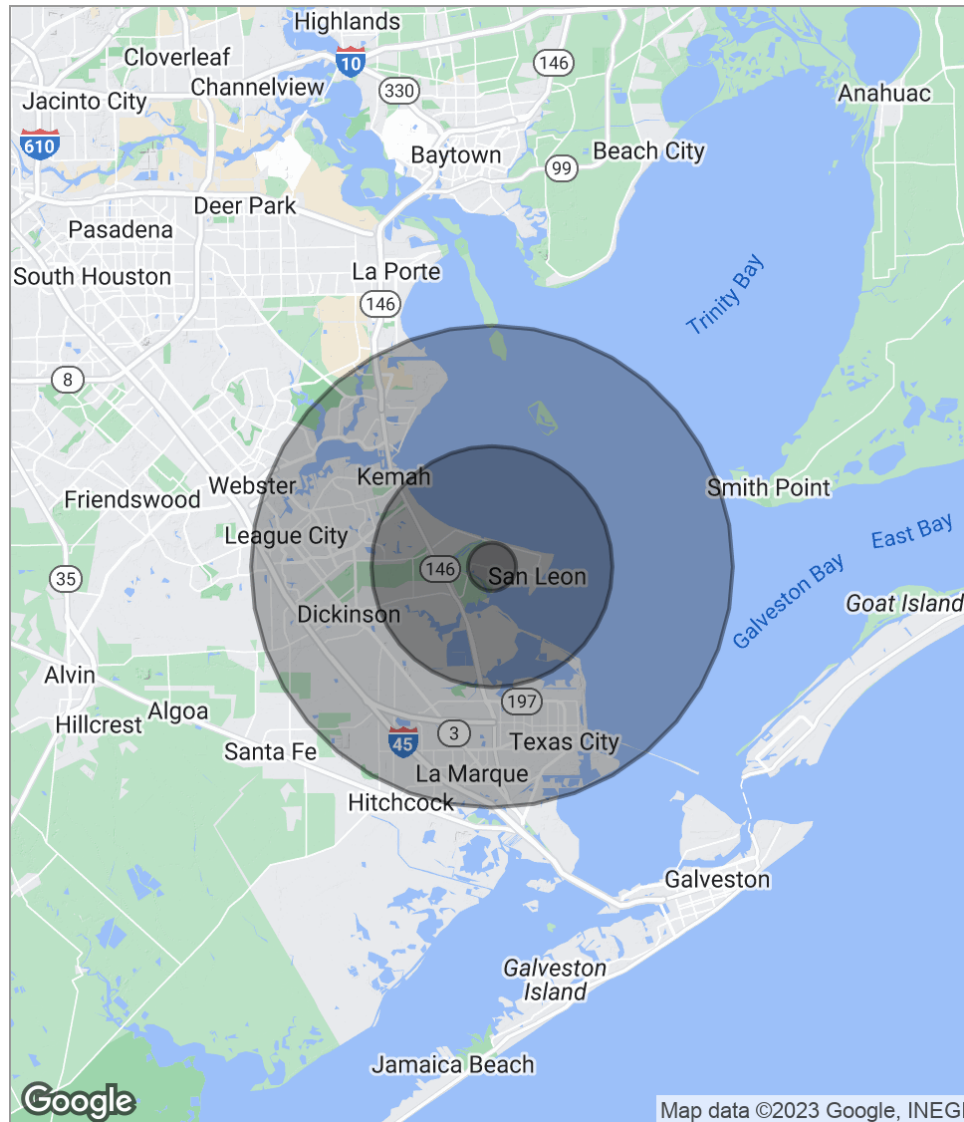 Highlands
Cloverleaf
10
146
Channelview
330
Jacinto City
Anahuac
610
Baytown
Beach City
99
Deer Park
Pasadena
South Houston
La Porte
Trinity Bay
146
8
Kemah
Webster
Smith Point
Friendswood
League City
East Bay
146
San Leon
35
Galveston Bay
Goat Island
Dickinson
Alvin
197
Algoa
Hillcrest
3
45
Texas City
Santa Fe
La Marque
Hitchcock
Galveston
Galveston
Island
Jamaica Beach
Google
Map data ©2023 Google, INEGI